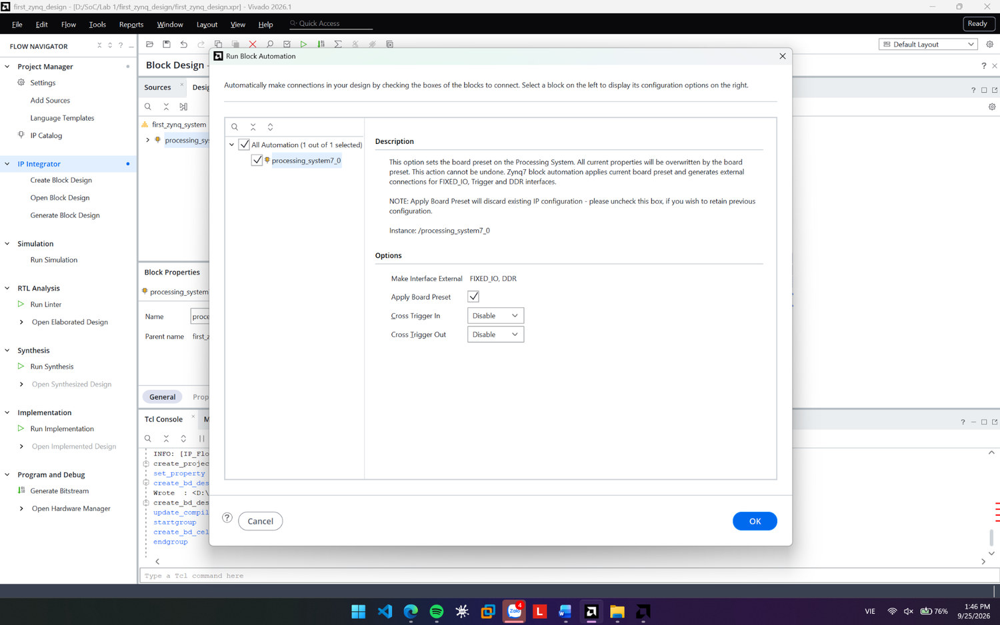 first_zynq_design - [D:/SoC/Lab 1/first_zynq_design/first_zynq_design.xpr] - Vivado 2026.1
File Edit Flow Tools Reports Window Layout View Help Quick Access Ready
FLOW NAVIGATOR
Default Layout
Project Manager
Settings
Add Sources
Language Templates
IP Catalog
IP Integrator
Create Block Design
Open Block Design
Generate Block Design
Simulation
Run Simulation
RTL Analysis
Run Linter
Open Elaborated Design
Synthesis
Run Synthesis
Open Synthesized Design
Implementation
Run Implementation
Open Implemented Design
Program and Debug
Generate Bitstream
Open Hardware Manager
Block Design -
Sources Desig
first_zynq_system
processing_sy
Block Properties
processing_system
Name proce
Parent name first_z
General Prop
Tcl Console M
INFO: [IP_Flo
create_projec
set_property
create_bd_des
Wrote : <D:\
create_bd_des
update_compil
startgroup
create_bd_cel
endgroup
Type a Tcl command here
Run Block Automation
Automatically make connections in your design by checking the boxes of the blocks to connect. Select a block on the left to display its configuration options on the right.
All Automation (1 out of 1 selected)
processing_system7_0
Description
This option sets the board preset on the Processing System. All current properties will be overwritten by the board
preset. This action cannot be undone. Zynq7 block automation applies current board preset and generates external
connections for FIXED_IO, Trigger and DDR interfaces.
NOTE: Apply Board Preset will discard existing IP configuration - please uncheck this box, if you wish to retain previous
configuration.
Instance: /processing_system7_0
Options
Make Interface External FIXED_IO, DDR
Apply Board Preset
Cross Trigger In Disable
Cross Trigger Out Disable
Cancel
OK
Zalo
4
L
VIE
76%
1:46 PM
9/25/2026